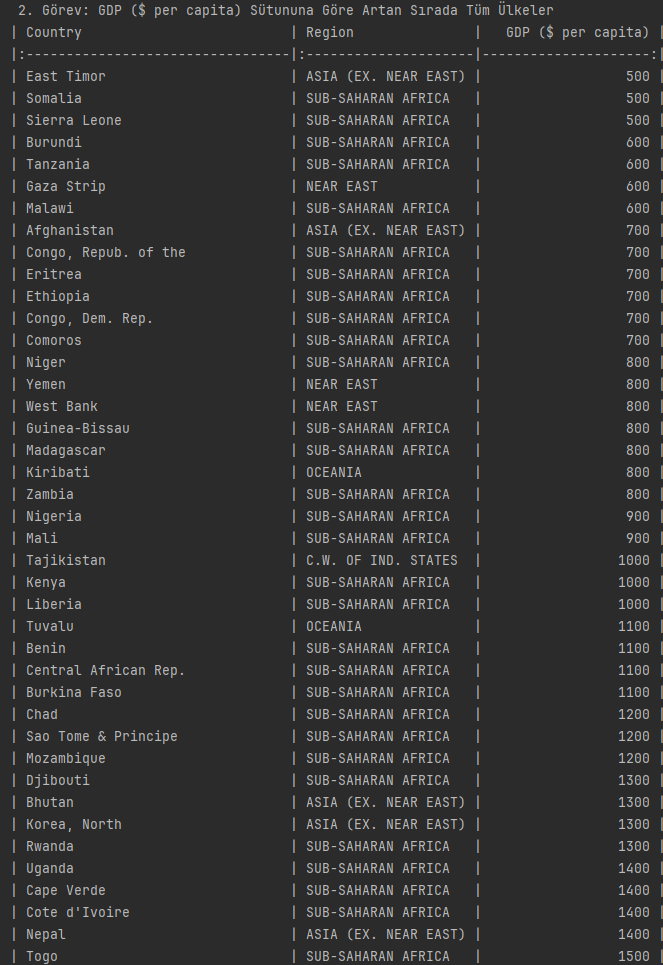 2. Görev: GDP ($ per capita) Sütununa Göre Artan Sırada Tüm Ülkeler
| Country                         | Region              |   GDP ($ per capita) |
|:--------------------------------|:--------------------|---------------------:|
| East Timor                      | ASIA (EX. NEAR EAST) |                  500 |
| Somalia                         | SUB-SAHARAN AFRICA   |                  500 |
| Sierra Leone                    | SUB-SAHARAN AFRICA   |                  500 |
| Burundi                         | SUB-SAHARAN AFRICA   |                  600 |
| Tanzania                        | SUB-SAHARAN AFRICA   |                  600 |
| Gaza Strip                      | NEAR EAST            |                  600 |
| Malawi                          | SUB-SAHARAN AFRICA   |                  600 |
| Afghanistan                     | ASIA (EX. NEAR EAST) |                  700 |
| Congo, Repub. of the            | SUB-SAHARAN AFRICA   |                  700 |
| Eritrea                         | SUB-SAHARAN AFRICA   |                  700 |
| Ethiopia                        | SUB-SAHARAN AFRICA   |                  700 |
| Congo, Dem. Rep.                | SUB-SAHARAN AFRICA   |                  700 |
| Comoros                         | SUB-SAHARAN AFRICA   |                  700 |
| Niger                           | SUB-SAHARAN AFRICA   |                  800 |
| Yemen                           | NEAR EAST            |                  800 |
| West Bank                       | NEAR EAST            |                  800 |
| Guinea-Bissau                   | SUB-SAHARAN AFRICA   |                  800 |
| Madagascar                      | SUB-SAHARAN AFRICA   |                  800 |
| Kiribati                        | OCEANIA              |                  800 |
| Zambia                          | SUB-SAHARAN AFRICA   |                  800 |
| Nigeria                         | SUB-SAHARAN AFRICA   |                  900 |
| Mali                            | SUB-SAHARAN AFRICA   |                  900 |
| Tajikistan                      | C.W. OF IND. STATES  |                 1000 |
| Kenya                           | SUB-SAHARAN AFRICA   |                 1000 |
| Liberia                         | SUB-SAHARAN AFRICA   |                 1000 |
| Tuvalu                          | OCEANIA              |                 1100 |
| Benin                           | SUB-SAHARAN AFRICA   |                 1100 |
| Central African Rep.            | SUB-SAHARAN AFRICA   |                 1100 |
| Burkina Faso                    | SUB-SAHARAN AFRICA   |                 1100 |
| Chad                            | SUB-SAHARAN AFRICA   |                 1200 |
| Sao Tome & Principe             | SUB-SAHARAN AFRICA   |                 1200 |
| Mozambique                      | SUB-SAHARAN AFRICA   |                 1200 |
| Djibouti                        | SUB-SAHARAN AFRICA   |                 1300 |
| Bhutan                          | ASIA (EX. NEAR EAST) |                 1300 |
| Korea, North                    | ASIA (EX. NEAR EAST) |                 1300 |
| Rwanda                          | SUB-SAHARAN AFRICA   |                 1300 |
| Uganda                          | SUB-SAHARAN AFRICA   |                 1400 |
| Cape Verde                      | SUB-SAHARAN AFRICA   |                 1400 |
| Cote d'Ivoire                   | SUB-SAHARAN AFRICA   |                 1400 |
| Nepal                           | ASIA (EX. NEAR EAST) |                 1400 |
| Togo                            | SUB-SAHARAN AFRICA   |                 1500 |